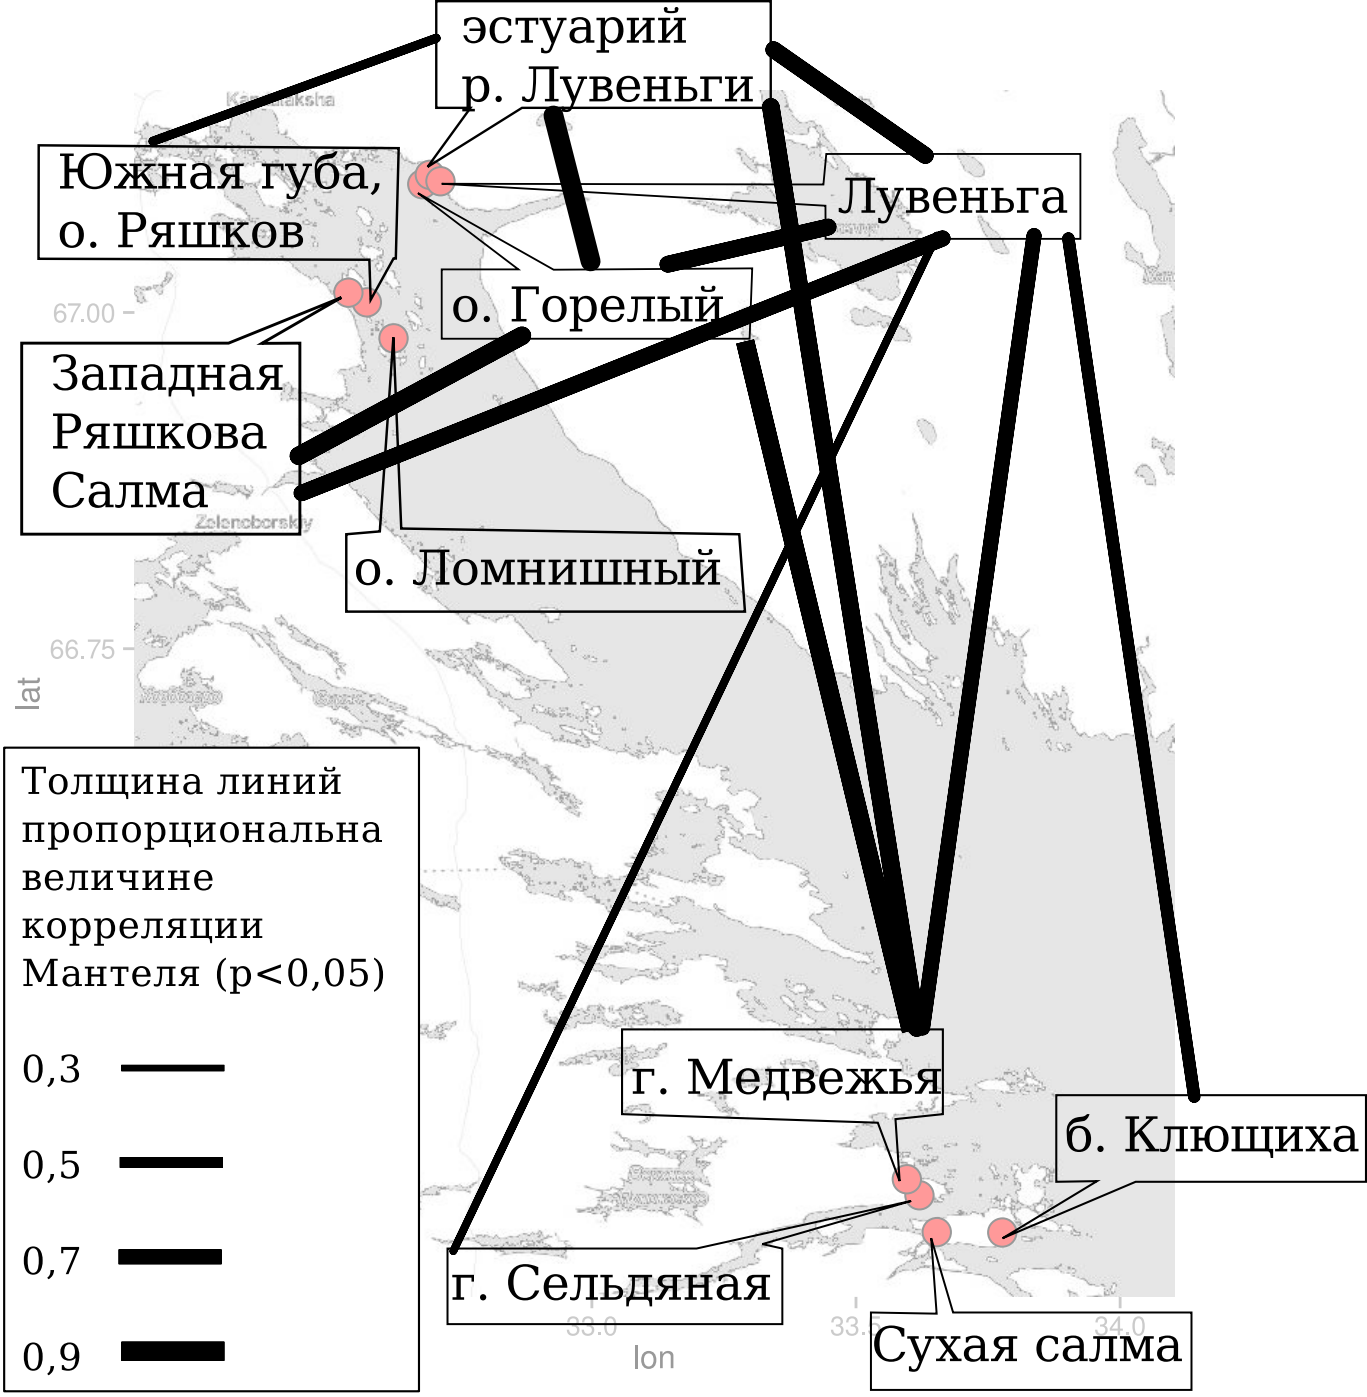 эстуарий
р. Лувеньги
Южная губа,
о. Ряшков
Лувеньга
о. Горелый
67.00
Западная
Ряшкова
Салма
Zelenoborskiy
о. Ломнишный
66.75
lat
Толщина линий
пропорциональна
величине
корреляции
Мантеля (p<0,05)
0,3
0,5
0,7
0,9
г. Медвежья
б. Клющиха
г. Сельдяная
Сухая салма
33.0
33.5
34.0
lon